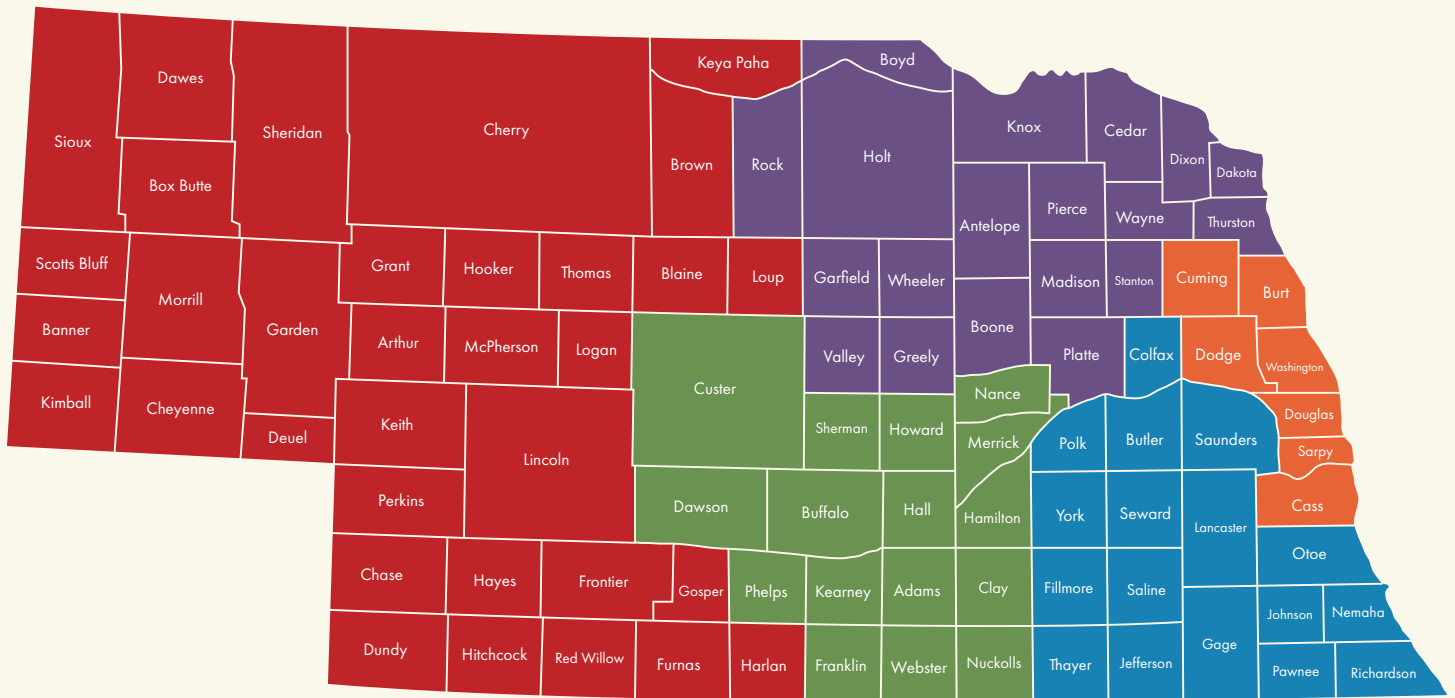 Keya Paha
Boyd
Dawes
Sioux
Sheridan
Cherry
Knox
Cedar
Box Butte
Brown
Rock
Holt
Dixon
Dakota
Antelope
Pierce
Wayne
Thurston
Scotts Bluff
Grant
Hooker
Thomas
Blaine
Loup
Garfield
Wheeler
Madison
Stanton
Cuming
Burt
Morrill
Banner
Garden
Arthur
McPherson
Logan
Boone
Valley
Greely
Platte
Colfax
Dodge
Washington
Custer
Nance
Kimball
Cheyenne
Deuel
Keith
Lincoln
Sherman
Howard
Merrick
Polk
Butler
Saunders
Douglas
Sarpy
Perkins
Dawson
Buffalo
Hall
Hamilton
York
Seward
Lancaster
Cass
Otoe
Chase
Hayes
Frontier
Gosper
Phelps
Kearney
Adams
Clay
Fillmore
Saline
Johnson
Nemaha
Dundy
Hitchcock
Red Willow
Furnas
Harlan
Franklin
Webster
Nuckolls
Thayer
Jefferson
Gage
Pawnee
Richardson